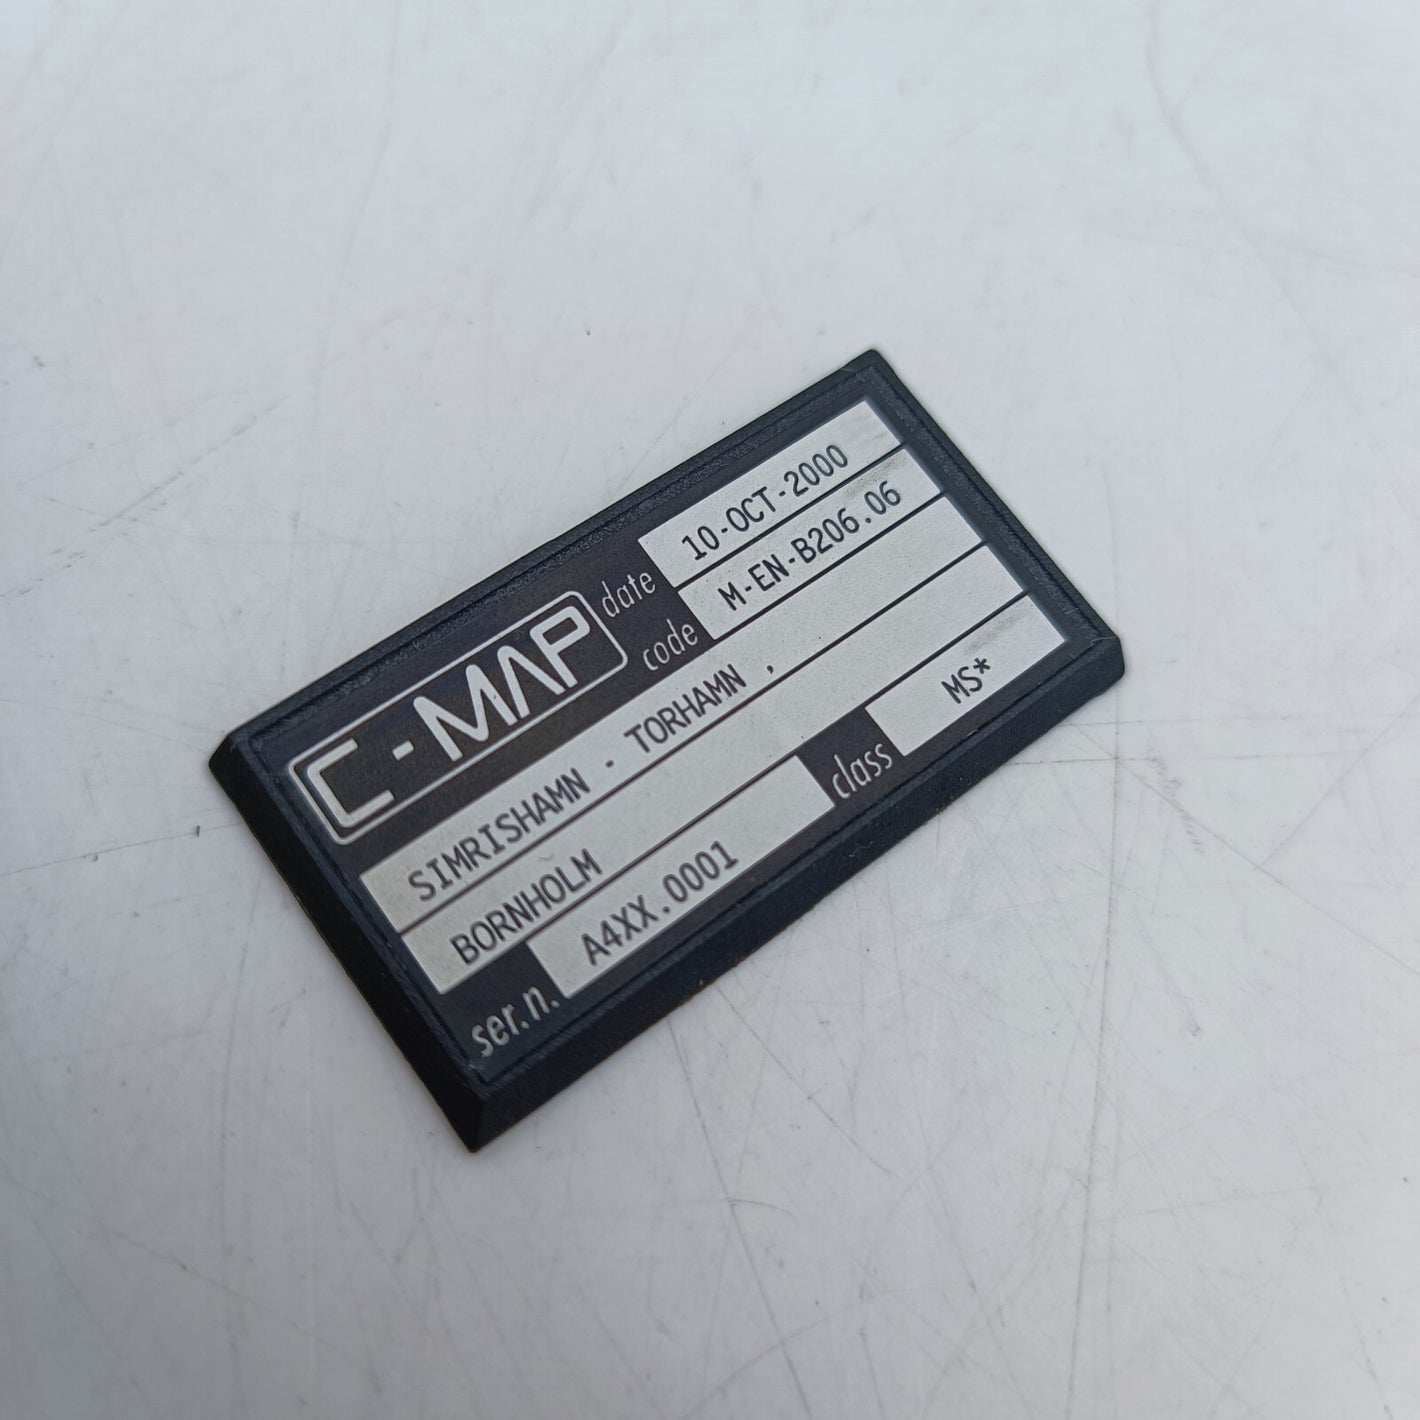 C-MAP
date 10-OCT-2000
code M-EN-B206.06
SIMRISHAMN - TORHAMN ,
BORNHOLM
ser.n. A4XX.0001 class MS*